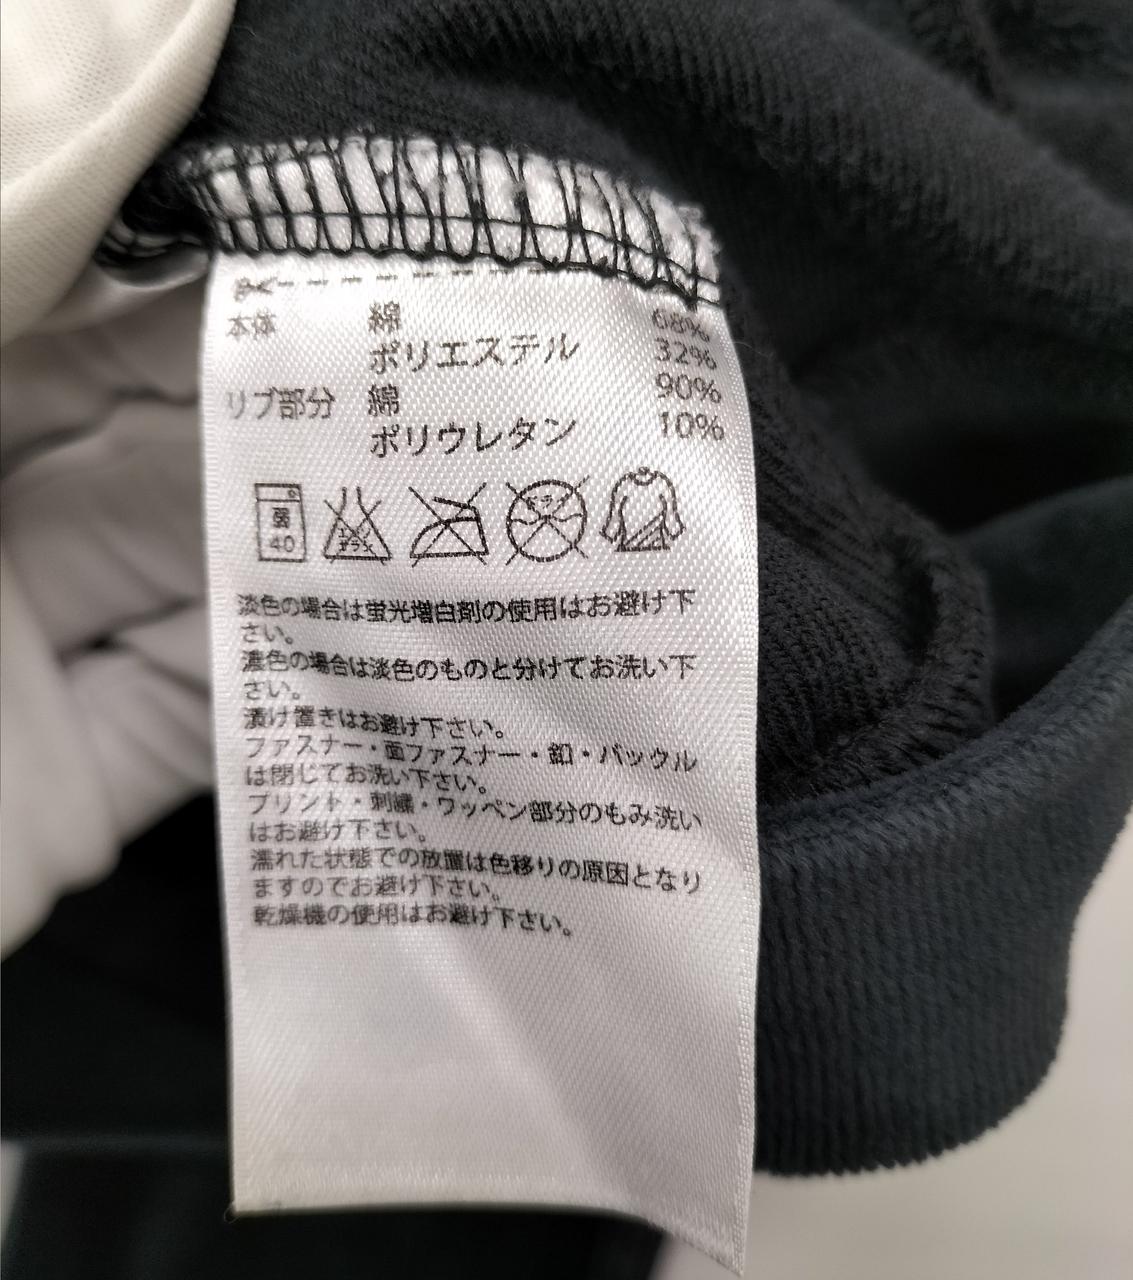 本体 綿 68%
ポリエステル 32%
リブ部分 綿 90%
ポリウレタン 10%
弱 40 エンソサラシ ドライ
淡色の場合は蛍光増白剤の使用はお避け下
さい。
濃色の場合は淡色のものと分けてお洗い下
さい。
漬け置きはお避け下さい。
ファスナー・面ファスナー・釦・バックル
は閉じてお洗い下さい。
プリント・刺繍・ワッペン部分のもみ洗い
はお避け下さい。
濡れた状態での放置は色移りの原因となり
ますのでお避け下さい。
乾燥機の使用はお避け下さい。